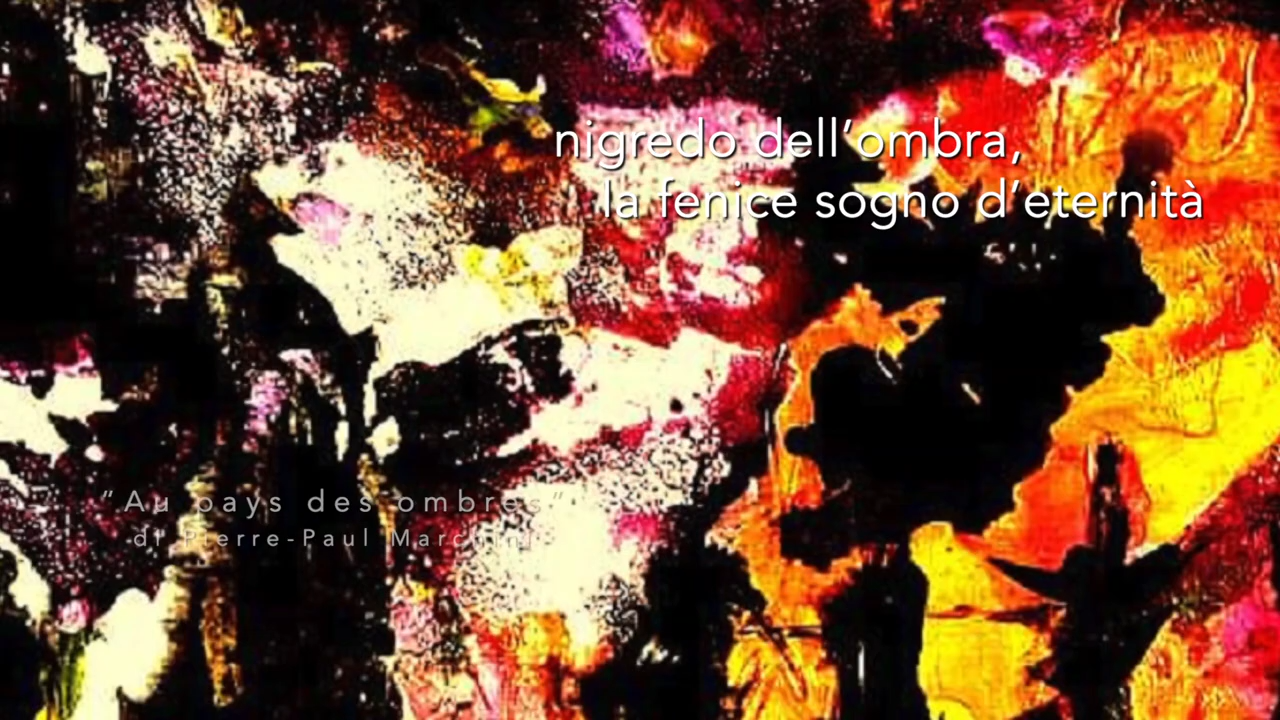 nigredo dell’ombra,
la fenice sogno d’eternità
“Au pays des ombres”
di Pierre-Paul